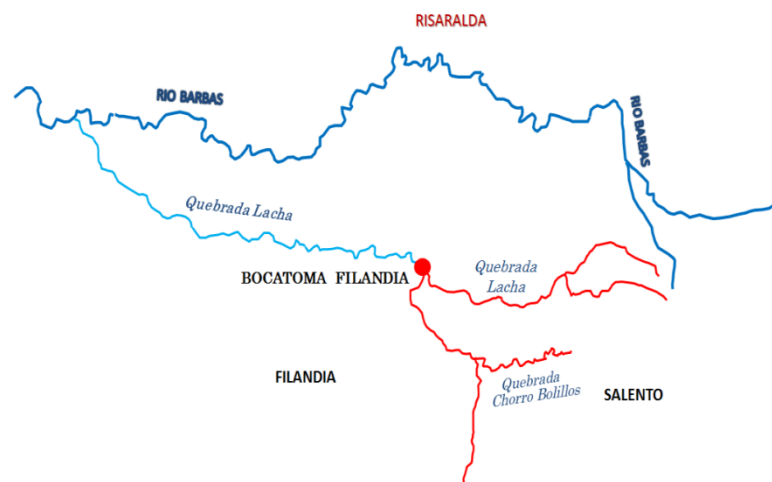 RISARALDA
RIO BARBAS
RIO BARBAS
Quebrada Lacha
Quebrada
Lacha
BOCATOMA FILANDIA
FILANDIA
Quebrada
Chorro Bolillos
SALENTO